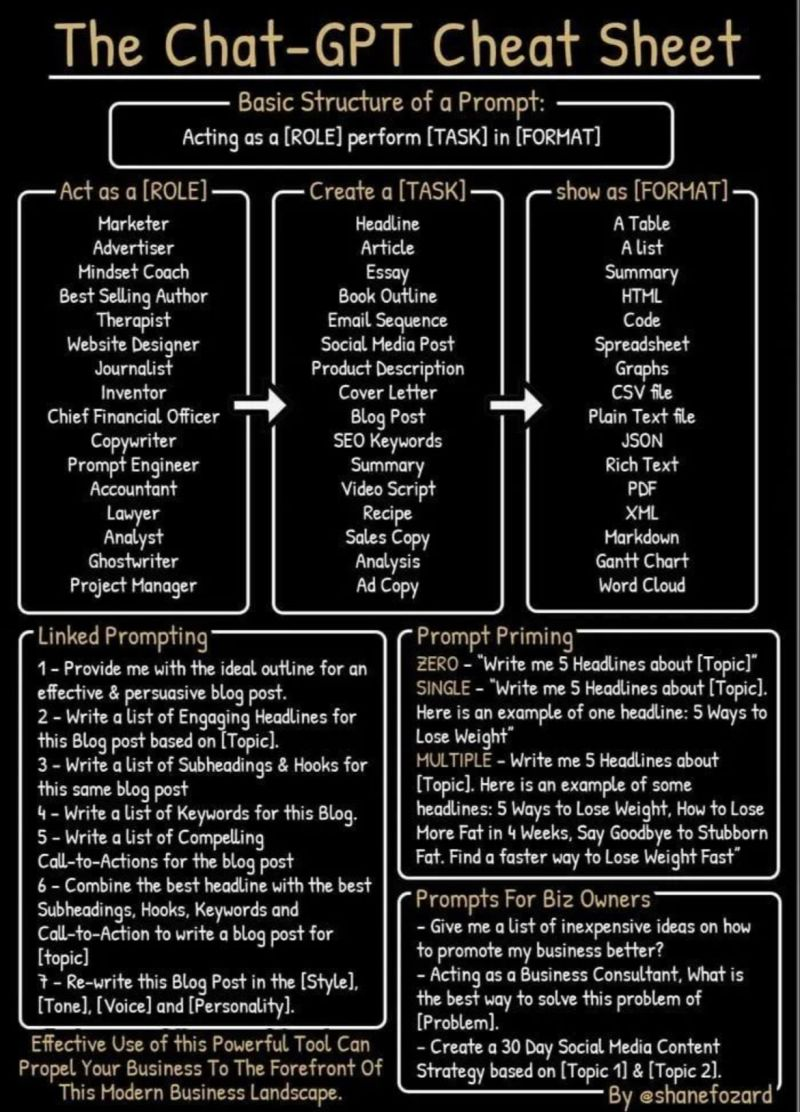 The Chat-GPT Cheat Sheet
Basic Structure of a Prompt:
Acting as a [ROLE] perform [TASK] in [FORMAT]
Act as a [ROLE]
Marketer
Advertiser
Mindset Coach
Best Selling Author
Therapist
Website Designer
Journalist
Inventor
Chief Financial Officer
Copywriter
Prompt Engineer
Accountant
Lawyer
Analyst
Ghostwriter
Project Manager
Create a [TASK]
Headline
Article
Essay
Book Outline
Email Sequence
Social Media Post
Product Description
Cover Letter
Blog Post
SEO Keywords
Summary
Video Script
Recipe
Sales Copy
Analysis
Ad Copy
show as [FORMAT]
A Table
A list
Summary
HTML
Code
Spreadsheet
Graphs
CSV file
Plain Text file
JSON
Rich Text
PDF
XML
Markdown
Gantt Chart
Word Cloud
Linked Prompting
1 - Provide me with the ideal outline for an
effective & persuasive blog post.
2 - Write a list of Engaging Headlines for
this Blog post based on [Topic].
3 - Write a list of Subheadings & Hooks for
this same blog post
4 - Write a list of Keywords for this Blog.
5 - Write a list of Compelling
Call-to-Actions for the blog post
6 - Combine the best headline with the best
Subheadings, Hooks, Keywords and
Call-to-Action to write a blog post for
[topic]
7 - Re-write this Blog Post in the [Style],
[Tone], [Voice] and [Personality].
Effective Use of this Powerful Tool Can
Propel Your Business To The Forefront Of
This Modern Business Landscape.
Prompt Priming
ZERO - "Write me 5 Headlines about [Topic]"
SINGLE - "Write me 5 Headlines about [Topic].
Here is an example of one headline: 5 Ways to
Lose Weight"
MULTIPLE - Write me 5 Headlines about
[Topic]. Here is an example of some
headlines: 5 Ways to Lose Weight, How to Lose
More Fat in 4 Weeks, Say Goodbye to Stubborn
Fat. Find a faster way to Lose Weight Fast"
Prompts For Biz Owners
- Give me a list of inexpensive ideas on how
to promote my business better?
- Acting as a Business Consultant, What is
the best way to solve this problem of
[Problem].
- Create a 30 Day Social Media Content
Strategy based on [Topic 1] & [Topic 2].
By @shanefozard